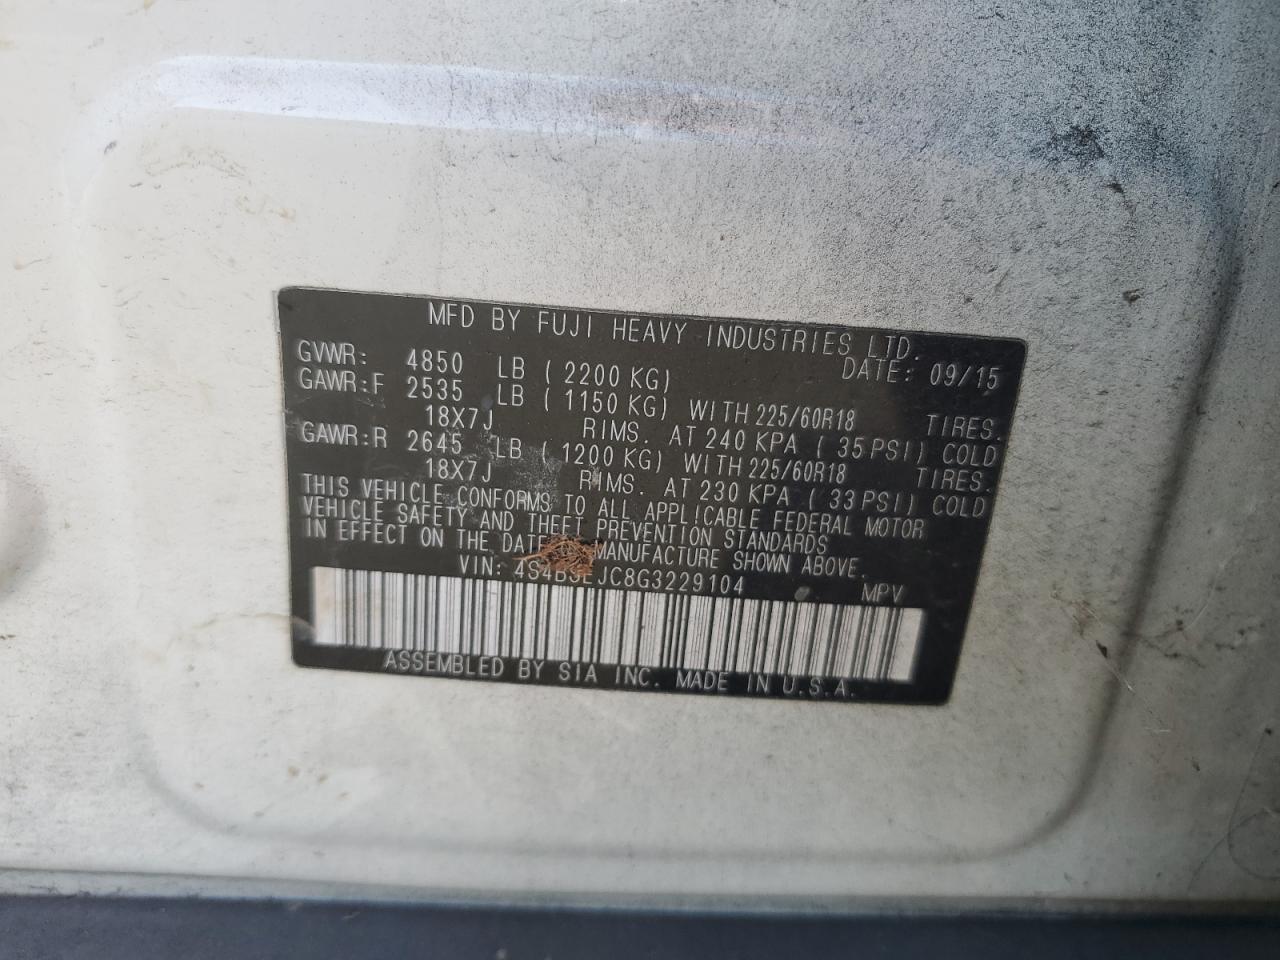 MFD BY FUJI HEAVY INDUSTRIES LTD.
DATE: 09/15
GVWR: 4850 LB ( 2200 KG)
GAWR:F 2535 LB ( 1150 KG) WITH 225/60R18 TIRES.
18X7J RIMS. AT 240 KPA ( 35 PSI) COLD
GAWR:R 2645 LB ( 1200 KG) WITH 225/60R18 TIRES.
18X7J RIMS. AT 230 KPA ( 33 PSI) COLD
THIS VEHICLE CONFORMS TO ALL APPLICABLE FEDERAL MOTOR
VEHICLE SAFETY AND THEFT PREVENTION STANDARDS
IN EFFECT ON THE DATE MANUFACTURE SHOWN ABOVE.
VIN: 4S4BSEJC8G3229104 MPV
ASSEMBLED BY SIA INC. MADE IN U.S.A.